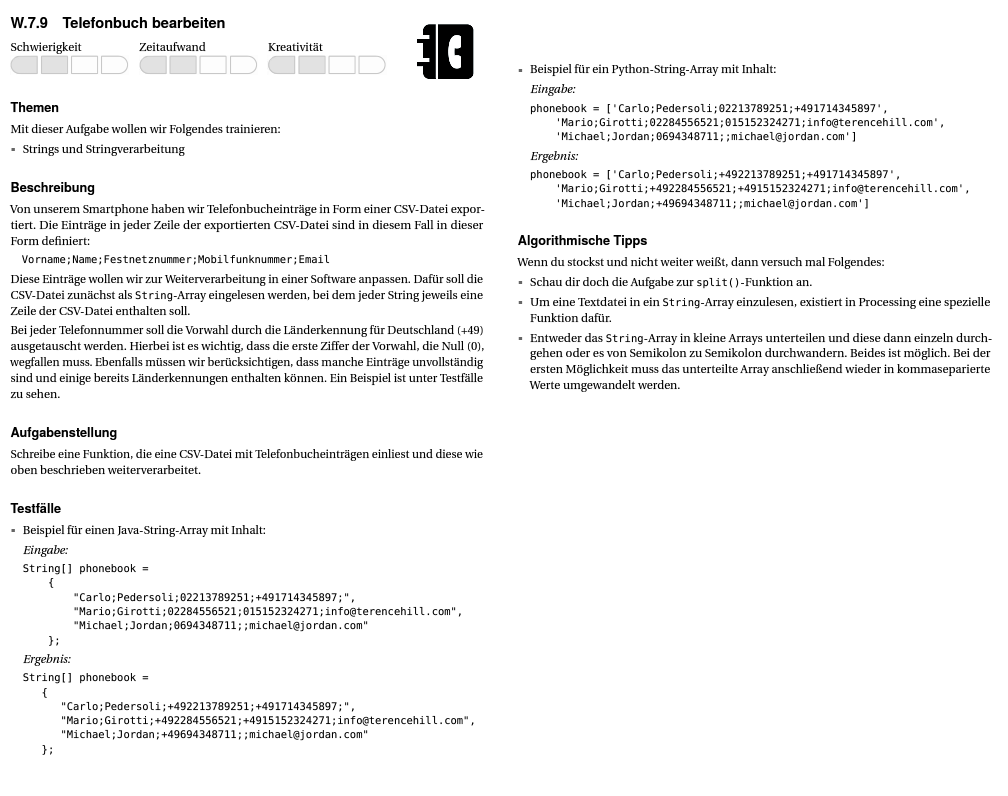 W.7.9 Telefonbuch bearbeiten
Schwierigkeit Zeitaufwand Kreativität
Themen
Mit dieser Aufgabe wollen wir Folgendes trainieren:
▪ Strings und Stringverarbeitung
Beschreibung
Von unserem Smartphone haben wir Telefonbucheinträge in Form einer CSV-Datei expor-
tiert. Die Einträge in jeder Zeile der exportierten CSV-Datei sind in diesem Fall in dieser
Form definiert:
Vorname;Name;Festnetznummer;Mobilfunknummer;Email
Diese Einträge wollen wir zur Weiterverarbeitung in einer Software anpassen. Dafür soll die
CSV-Datei zunächst als String-Array eingelesen werden, bei dem jeder String jeweils eine
Zeile der CSV-Datei enthalten soll.
Bei jeder Telefonnummer soll die Vorwahl durch die Länderkennung für Deutschland (+49)
ausgetauscht werden. Hierbei ist es wichtig, dass die erste Ziffer der Vorwahl, die Null (0),
wegfallen muss. Ebenfalls müssen wir berücksichtigen, dass manche Einträge unvollständig
sind und einige bereits Länderkennungen enthalten können. Ein Beispiel ist unter Testfälle
zu sehen.
Aufgabenstellung
Schreibe eine Funktion, die eine CSV-Datei mit Telefonbucheinträgen einliest und diese wie
oben beschrieben weiterverarbeitet.
Testfälle
▪ Beispiel für einen Java-String-Array mit Inhalt:
Eingabe:
String[] phonebook =
{
"Carlo;Pedersoli;02213789251;+491714345897;",
"Mario;Girotti;02284556521;015152324271;info@terencehill.com",
"Michael;Jordan;0694348711;;michael@jordan.com"
};
Ergebnis:
String[] phonebook =
{
"Carlo;Pedersoli;+492213789251;+491714345897;",
"Mario;Girotti;+492284556521;+4915152324271;info@terencehill.com",
"Michael;Jordan;+49694348711;;michael@jordan.com"
};
▪ Beispiel für ein Python-String-Array mit Inhalt:
Eingabe:
phonebook = ['Carlo;Pedersoli;02213789251;+491714345897',
'Mario;Girotti;02284556521;015152324271;info@terencehill.com',
'Michael;Jordan;0694348711;;michael@jordan.com']
Ergebnis:
phonebook = ['Carlo;Pedersoli;+492213789251;+491714345897',
'Mario;Girotti;+492284556521;+4915152324271;info@terencehill.com',
'Michael;Jordan;+49694348711;;michael@jordan.com']
Algorithmische Tipps
Wenn du stockst und nicht weiter weißt, dann versuch mal Folgendes:
▪ Schau dir doch die Aufgabe zur split()-Funktion an.
▪ Um eine Textdatei in ein String-Array einzulesen, existiert in Processing eine spezielle
Funktion dafür.
▪ Entweder das String-Array in kleine Arrays unterteilen und diese dann einzeln durch-
gehen oder es von Semikolon zu Semikolon durchwandern. Beides ist möglich. Bei der
ersten Möglichkeit muss das unterteilte Array anschließend wieder in kommaseparierte
Werte umgewandelt werden.